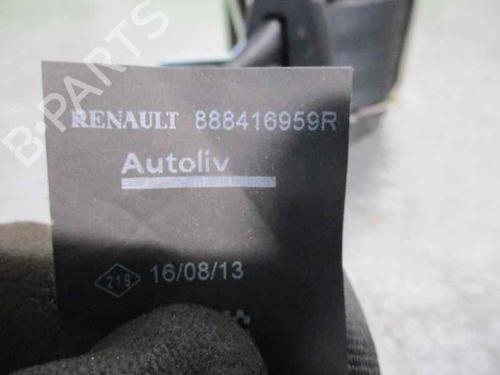 B-PARTS
RENAULT 888416959R
Autoliv
219 16/08/13